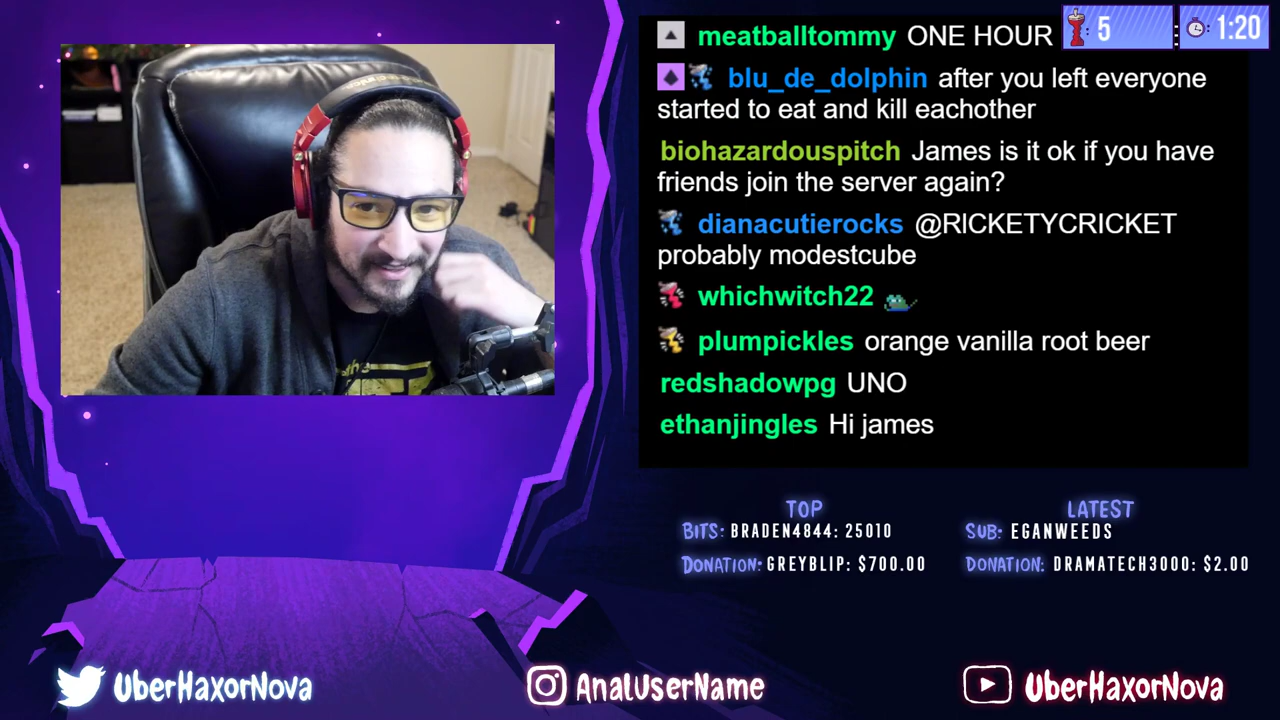 meatballtommy ONE HOUR
5
1:20
blu_de_dolphin after you left everyone
started to eat and kill eachother
biohazardouspitch James is it ok if you have
friends join the server again?
dianacutierocks @RICKETYCRICKET
probably modestcube
whichwitch22
plumpickles orange vanilla root beer
redshadowpg UNO
ethanjingles Hi james
TOP
BITS: BRADEN4844: 25010
DONATION: GREYBLIP: $700.00
LATEST
SUB: EGANWEEDS
DONATION: DRAMATECH3000: $2.00
UberHaxorNova
AnalUserName
UberHaxorNova